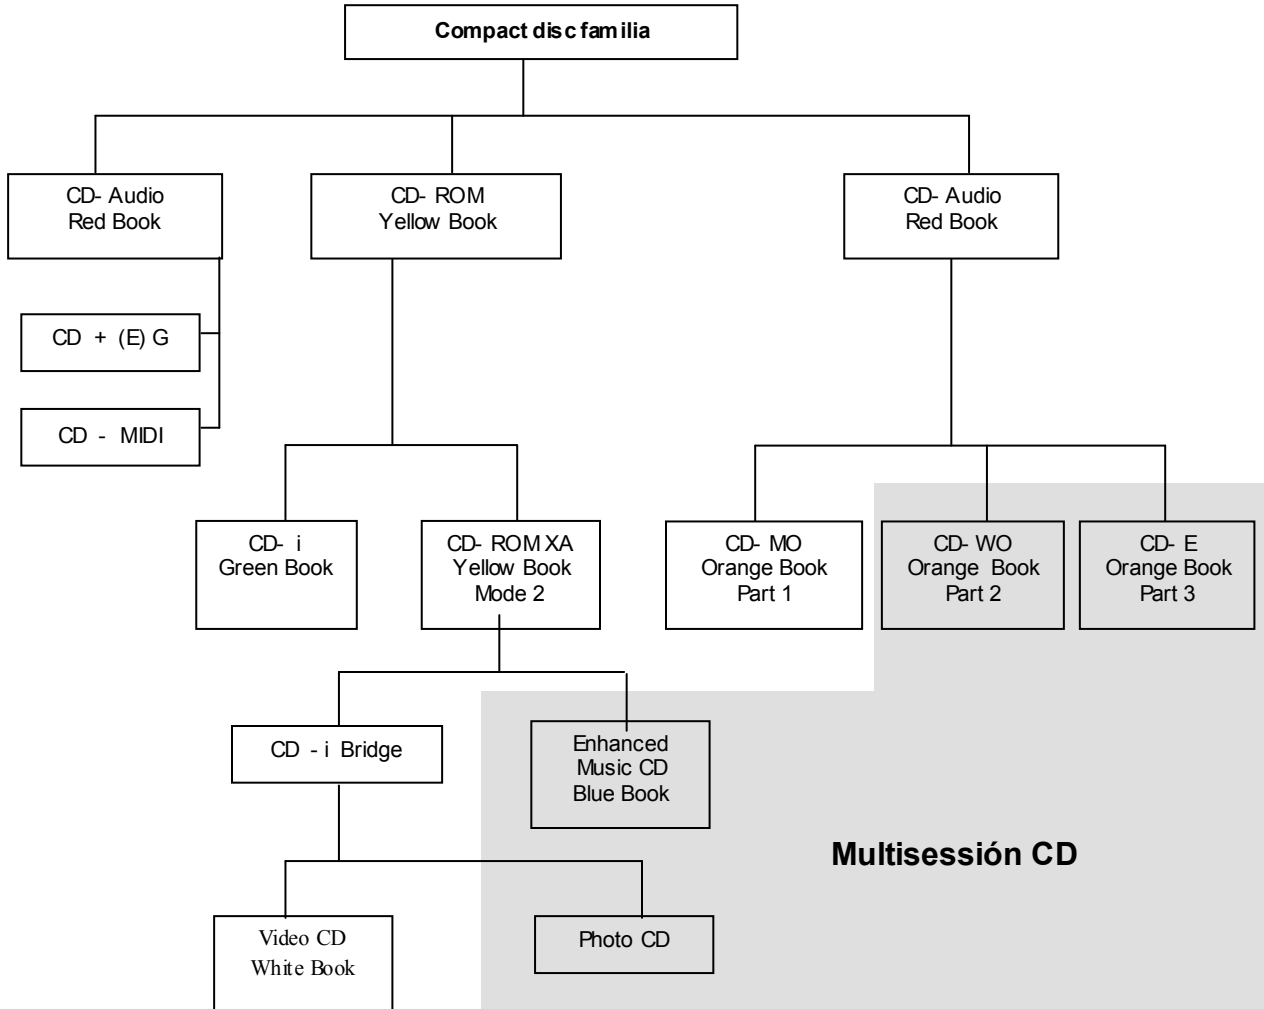 Compact disc familia
CD- Audio
Red Book
CD- ROM
Yellow Book
CD- Audio
Red Book
CD + (E) G
CD - MIDI
CD- i
Green Book
CD- ROM XA
Yellow Book
Mode 2
CD- MO
Orange Book
Part 1
CD- WO
Orange Book
Part 2
CD- E
Orange Book
Part 3
CD - i Bridge
Enhanced
Music CD
Blue Book
Multisessión CD
Video CD
White Book
Photo CD